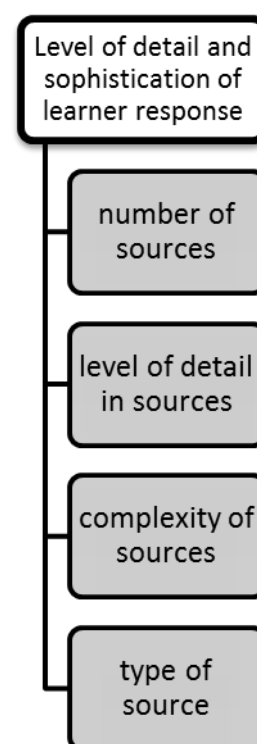 Level of detail and
sophistication of
learner response
number of
sources
level of detail
in sources
complexity of
sources
type of
source